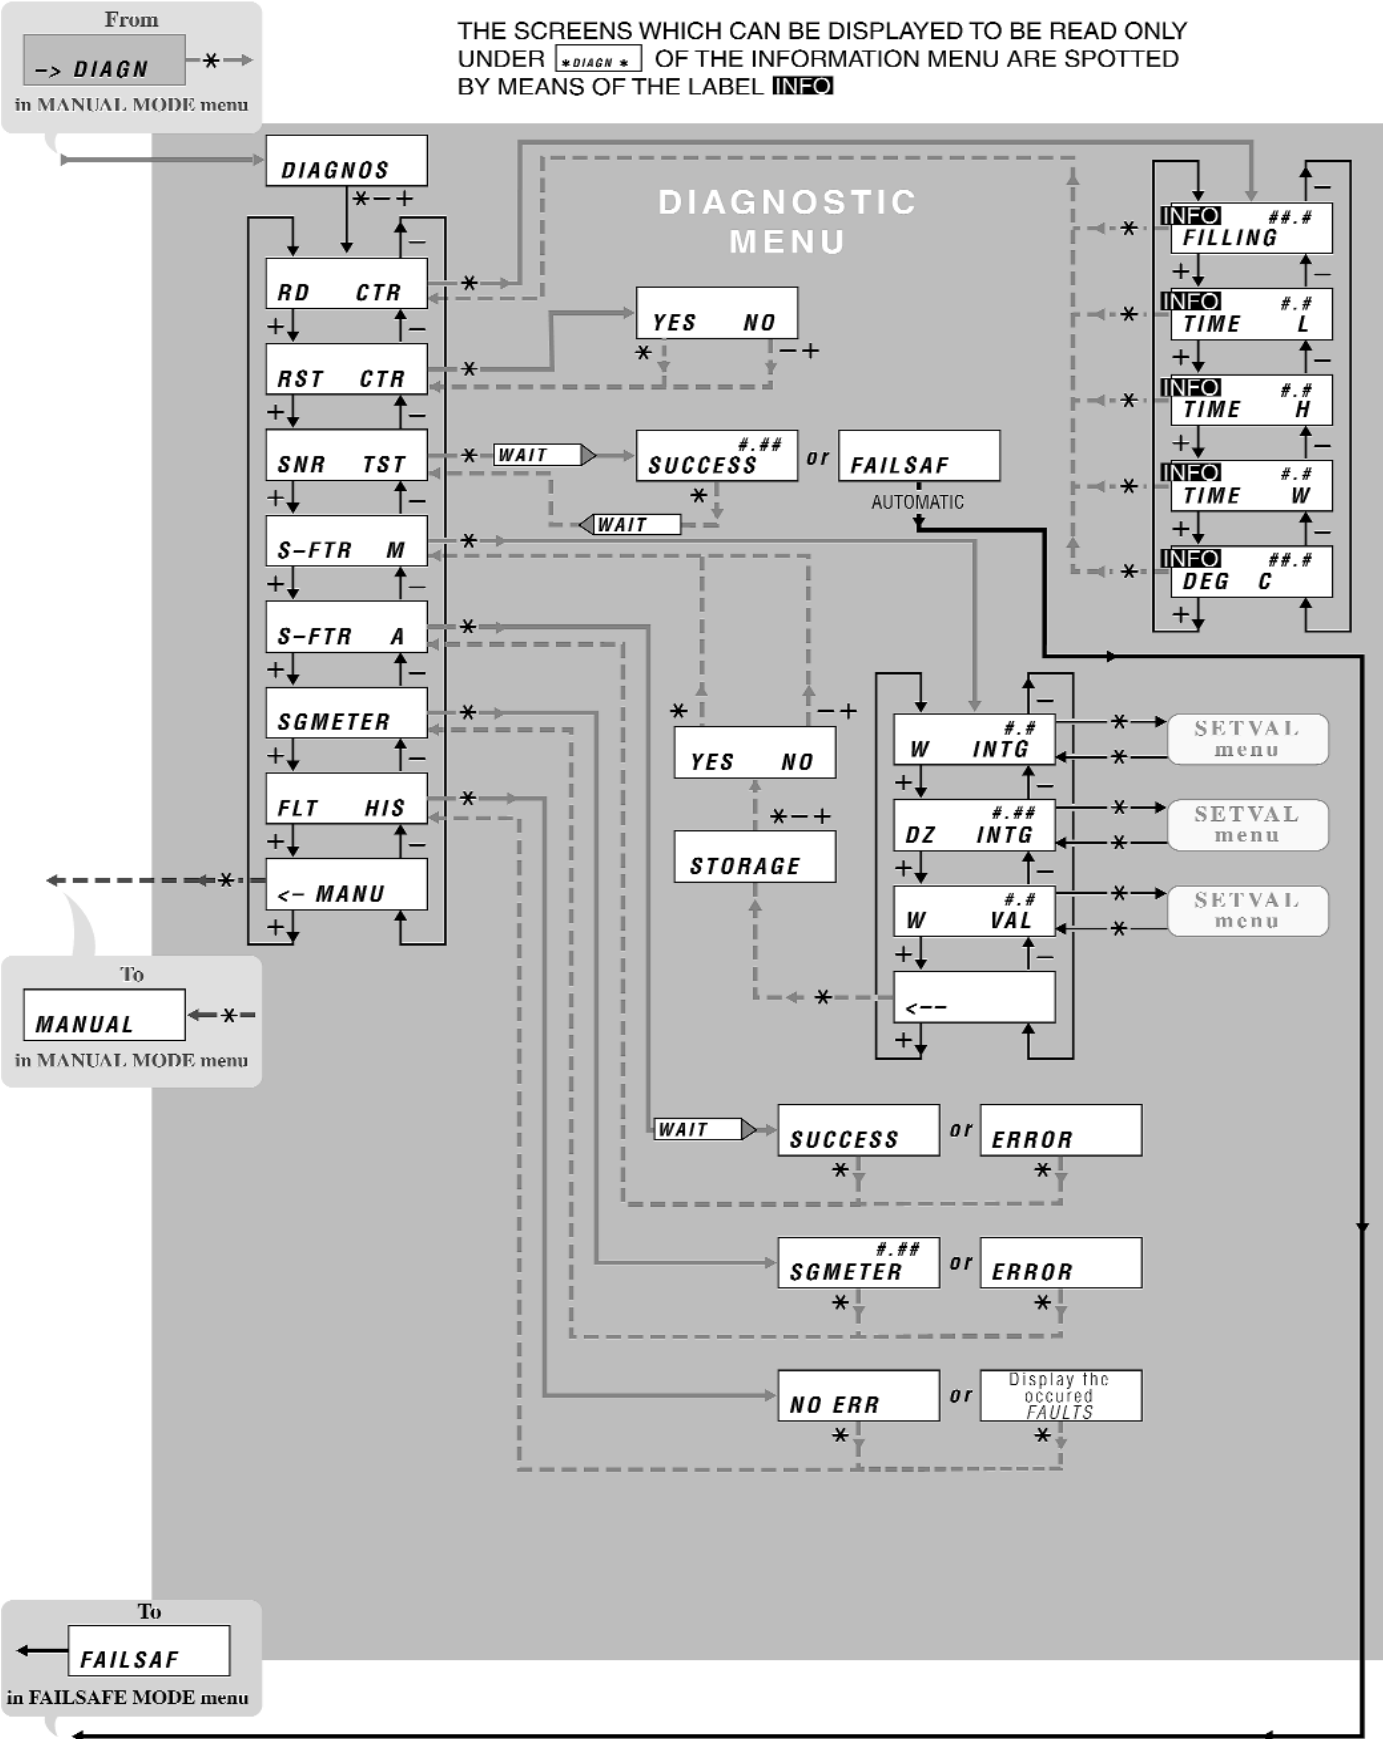 From
-> DIAGN
*
in MANUAL MODE menu
THE SCREENS WHICH CAN BE DISPLAYED TO BE READ ONLY
UNDER *DIAGN * OF THE INFORMATION MENU ARE SPOTTED
BY MEANS OF THE LABEL INFO
DIAGNOSTIC
MENU
DIAGNOS
*-+
-
RD CTR
*
+ -
RST CTR
*
+ -
SNR TST
*
+ -
S-FTR M
*
+ -
S-FTR A
*
+ -
SGMETER
*
+ -
FLT HIS
*
+ -
<- MANU
*
+
YES NO
* -+
WAIT
#.##
SUCCESS
or
FAILSAF
*
AUTOMATIC
WAIT
-
INFO ##.#
FILLING
*
+ -
INFO #.#
TIME L
*
+ -
INFO #.#
TIME H
*
+ -
INFO #.#
TIME W
*
+ -
INFO ##.#
DEG C
*
+
* -+
YES NO
*-+
STORAGE
*
-
#.#
W INTG
*
*
SETVAL
menu
+ -
#.##
DZ INTG
*
*
SETVAL
menu
+ -
#.#
W VAL
*
*
SETVAL
menu
+ -
<--
+
To
MANUAL
*
in MANUAL MODE menu
WAIT
SUCCESS
or
ERROR
* *
#.##
SGMETER
or
ERROR
* *
NO ERR
or
Display the
occured
FAULTS
* *
To
FAILSAF
in FAILSAFE MODE menu